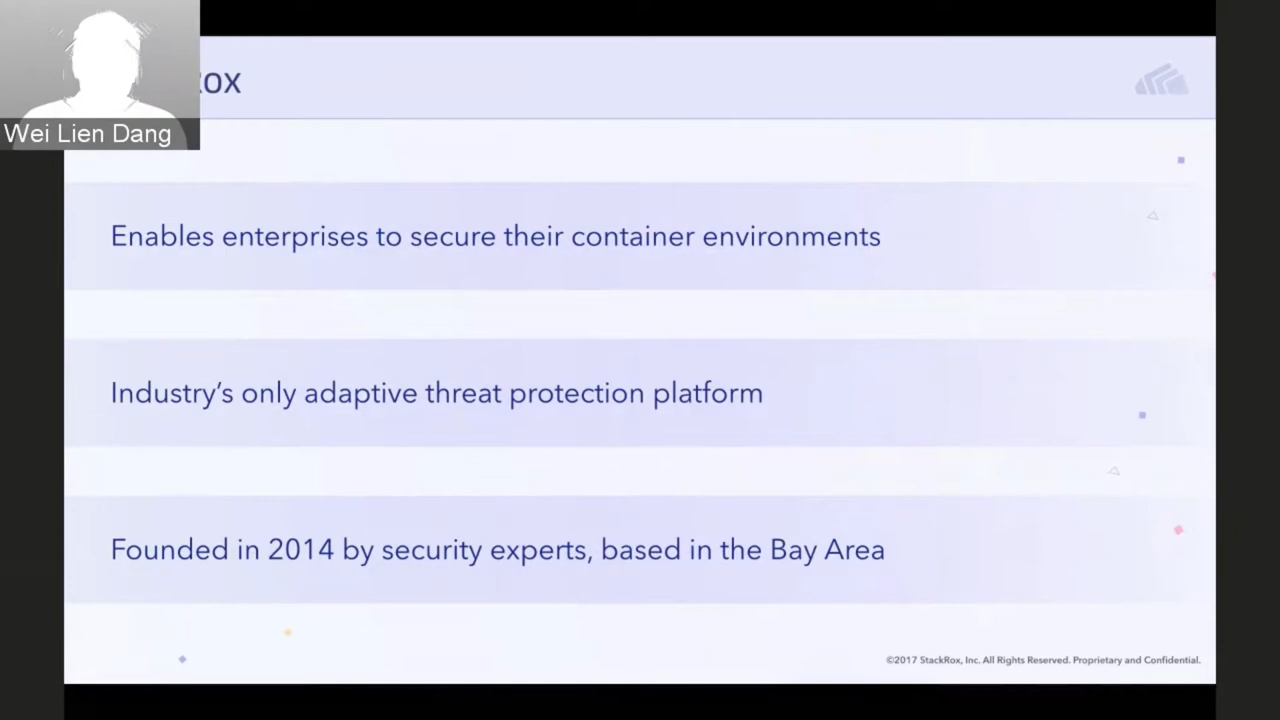 Wei Lien Dang
ROX
Enables enterprises to secure their container environments
Industry's only adaptive threat protection platform
Founded in 2014 by security experts, based in the Bay Area
©2017 StackRox, Inc. All Rights Reserved. Proprietary and Confidential.